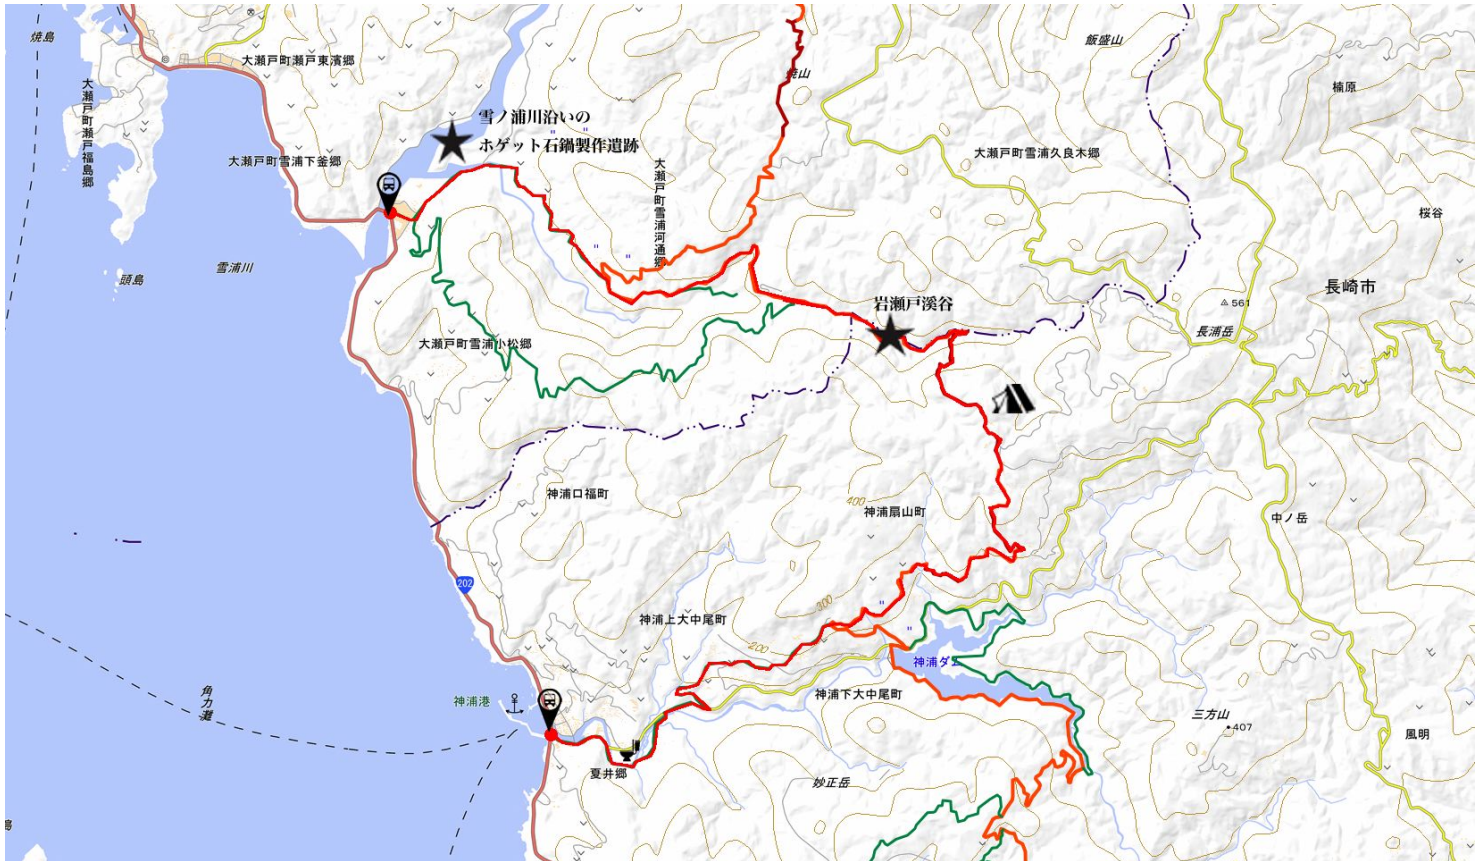 焼島
大瀬戸町瀬戸東濱郷
飯盛山
焼山
楠原
大瀬戸町瀬戸福島郷
雪ノ浦川沿いの
ホゲット石鍋製作遺跡
大瀬戸町雪浦下釜郷
大瀬戸町雪浦久良木郷
大瀬戸町雪浦河通郷
桜谷
雪浦川
頭島
長崎市
岩瀬戸渓谷
561
長浦岳
大瀬戸町雪浦小松郷
神浦口福町
400
神浦扇山町
中ノ岳
202
300
神浦上大中尾町
200
神浦ダム
角力灘
神浦港
神浦下大中尾町
三方山
407
風明
夏井郷
妙正岳
島